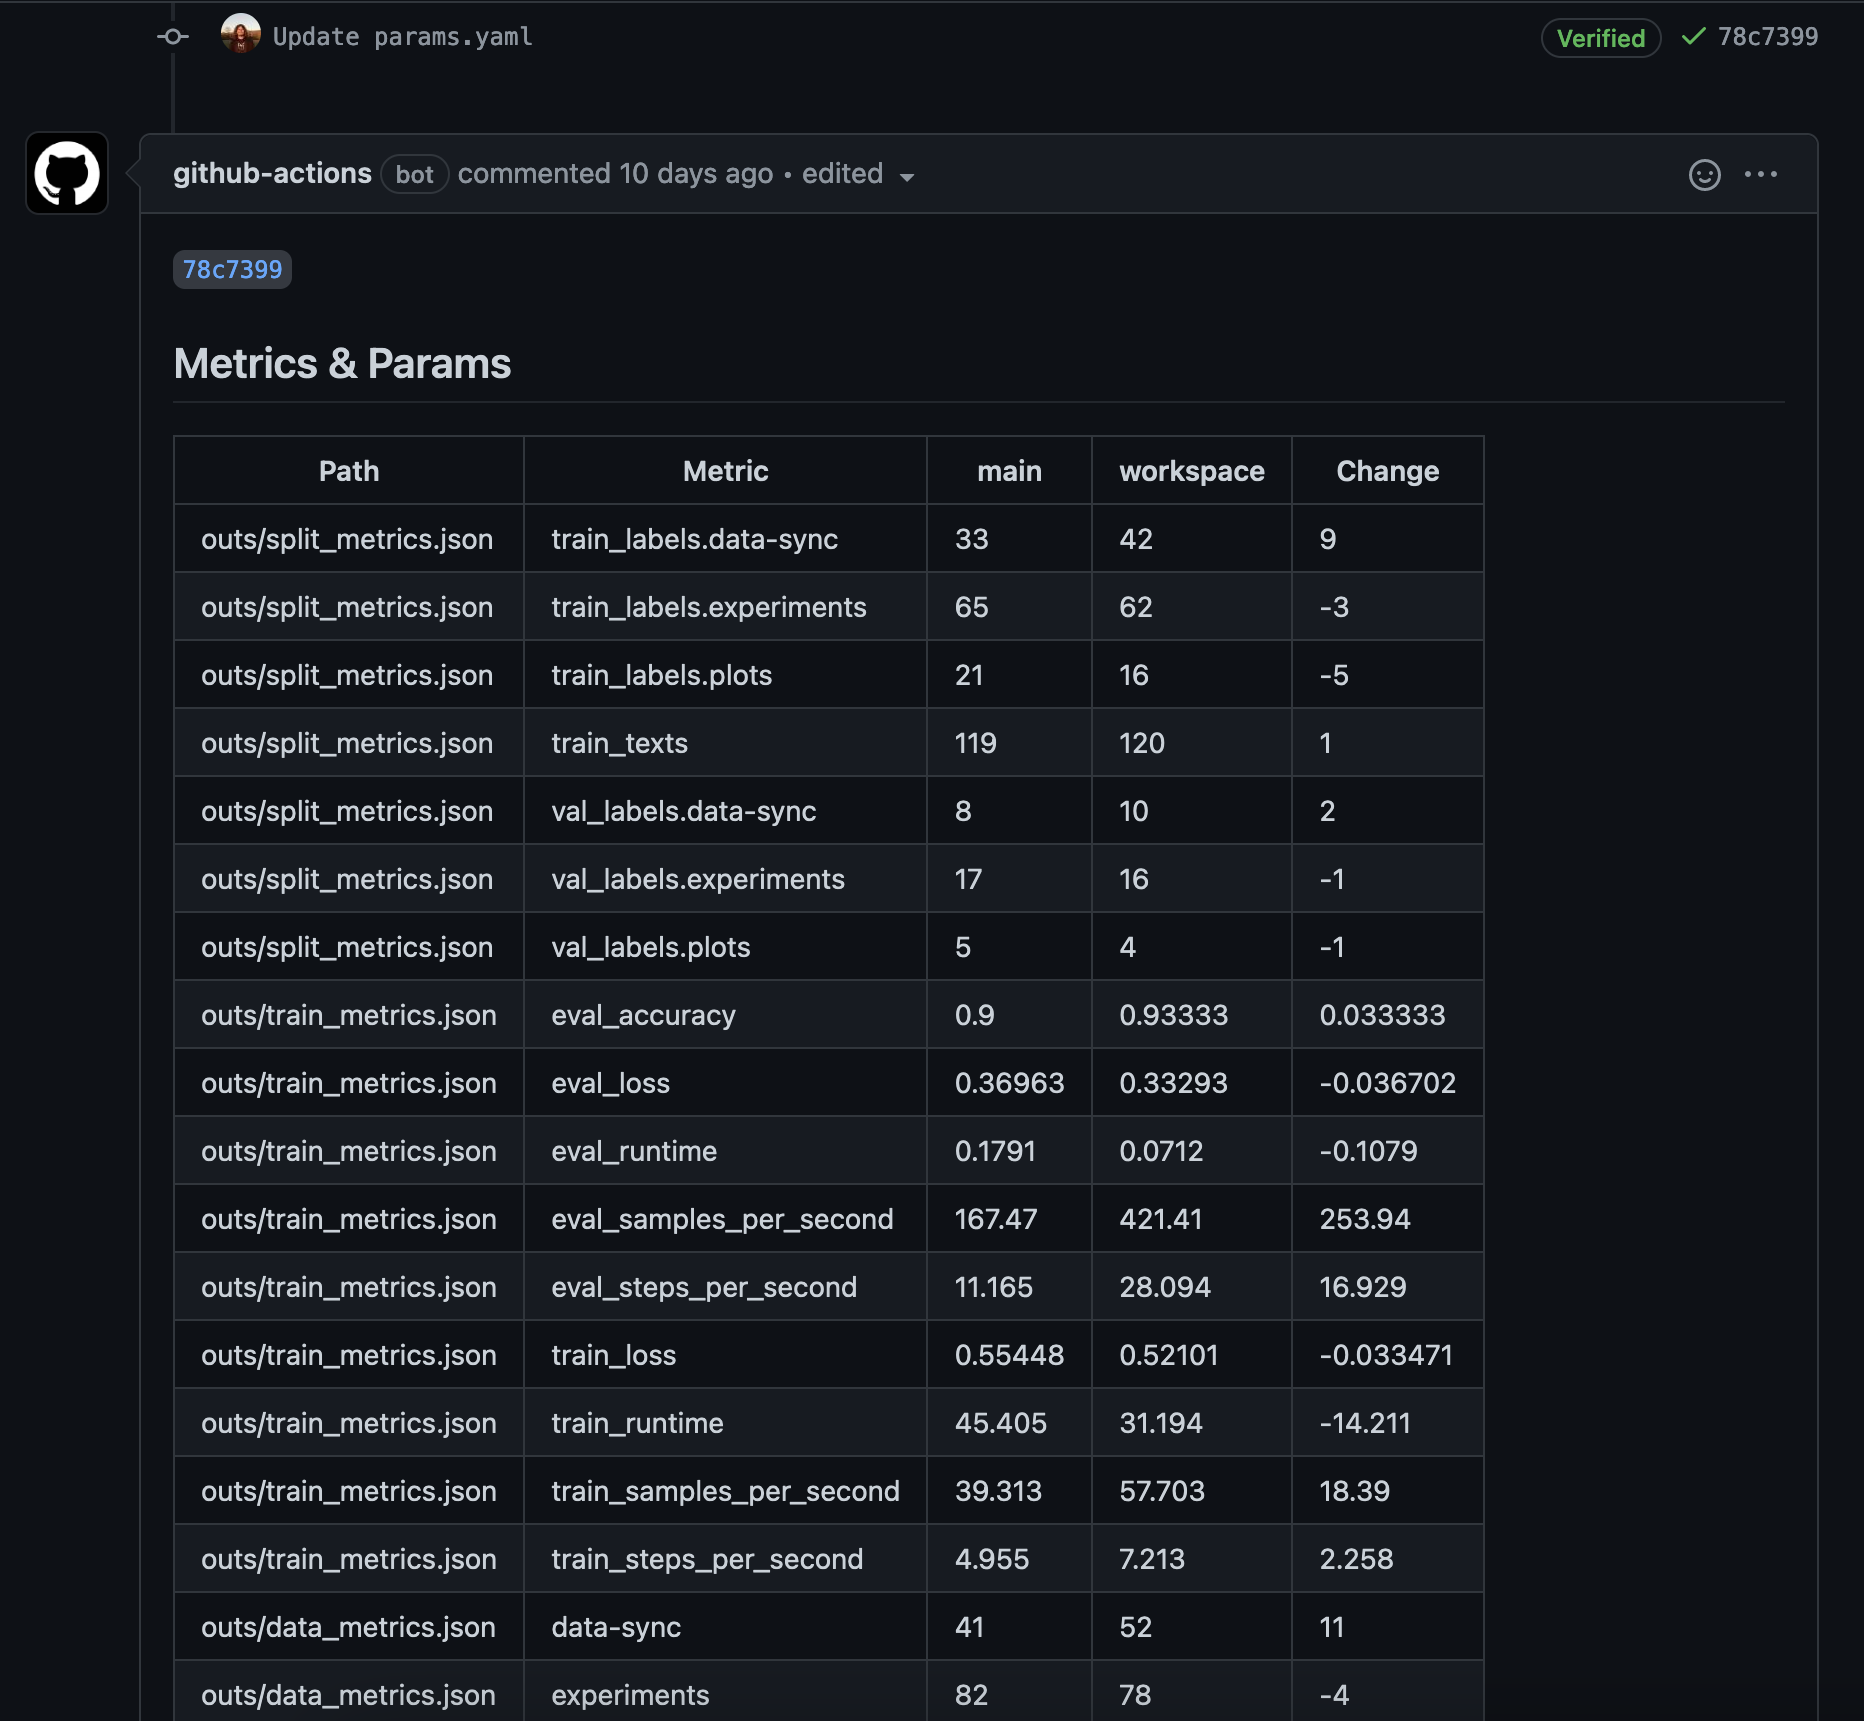 Update params.yaml Verified 78c7399
github-actions bot commented 10 days ago • edited
78c7399
Metrics & Params
Path Metric main workspace Change
outs/split_metrics.json train_labels.data-sync 33 42 9
outs/split_metrics.json train_labels.experiments 65 62 -3
outs/split_metrics.json train_labels.plots 21 16 -5
outs/split_metrics.json train_texts 119 120 1
outs/split_metrics.json val_labels.data-sync 8 10 2
outs/split_metrics.json val_labels.experiments 17 16 -1
outs/split_metrics.json val_labels.plots 5 4 -1
outs/train_metrics.json eval_accuracy 0.9 0.93333 0.033333
outs/train_metrics.json eval_loss 0.36963 0.33293 -0.036702
outs/train_metrics.json eval_runtime 0.1791 0.0712 -0.1079
outs/train_metrics.json eval_samples_per_second 167.47 421.41 253.94
outs/train_metrics.json eval_steps_per_second 11.165 28.094 16.929
outs/train_metrics.json train_loss 0.55448 0.52101 -0.033471
outs/train_metrics.json train_runtime 45.405 31.194 -14.211
outs/train_metrics.json train_samples_per_second 39.313 57.703 18.39
outs/train_metrics.json train_steps_per_second 4.955 7.213 2.258
outs/data_metrics.json data-sync 41 52 11
outs/data_metrics.json experiments 82 78 -4